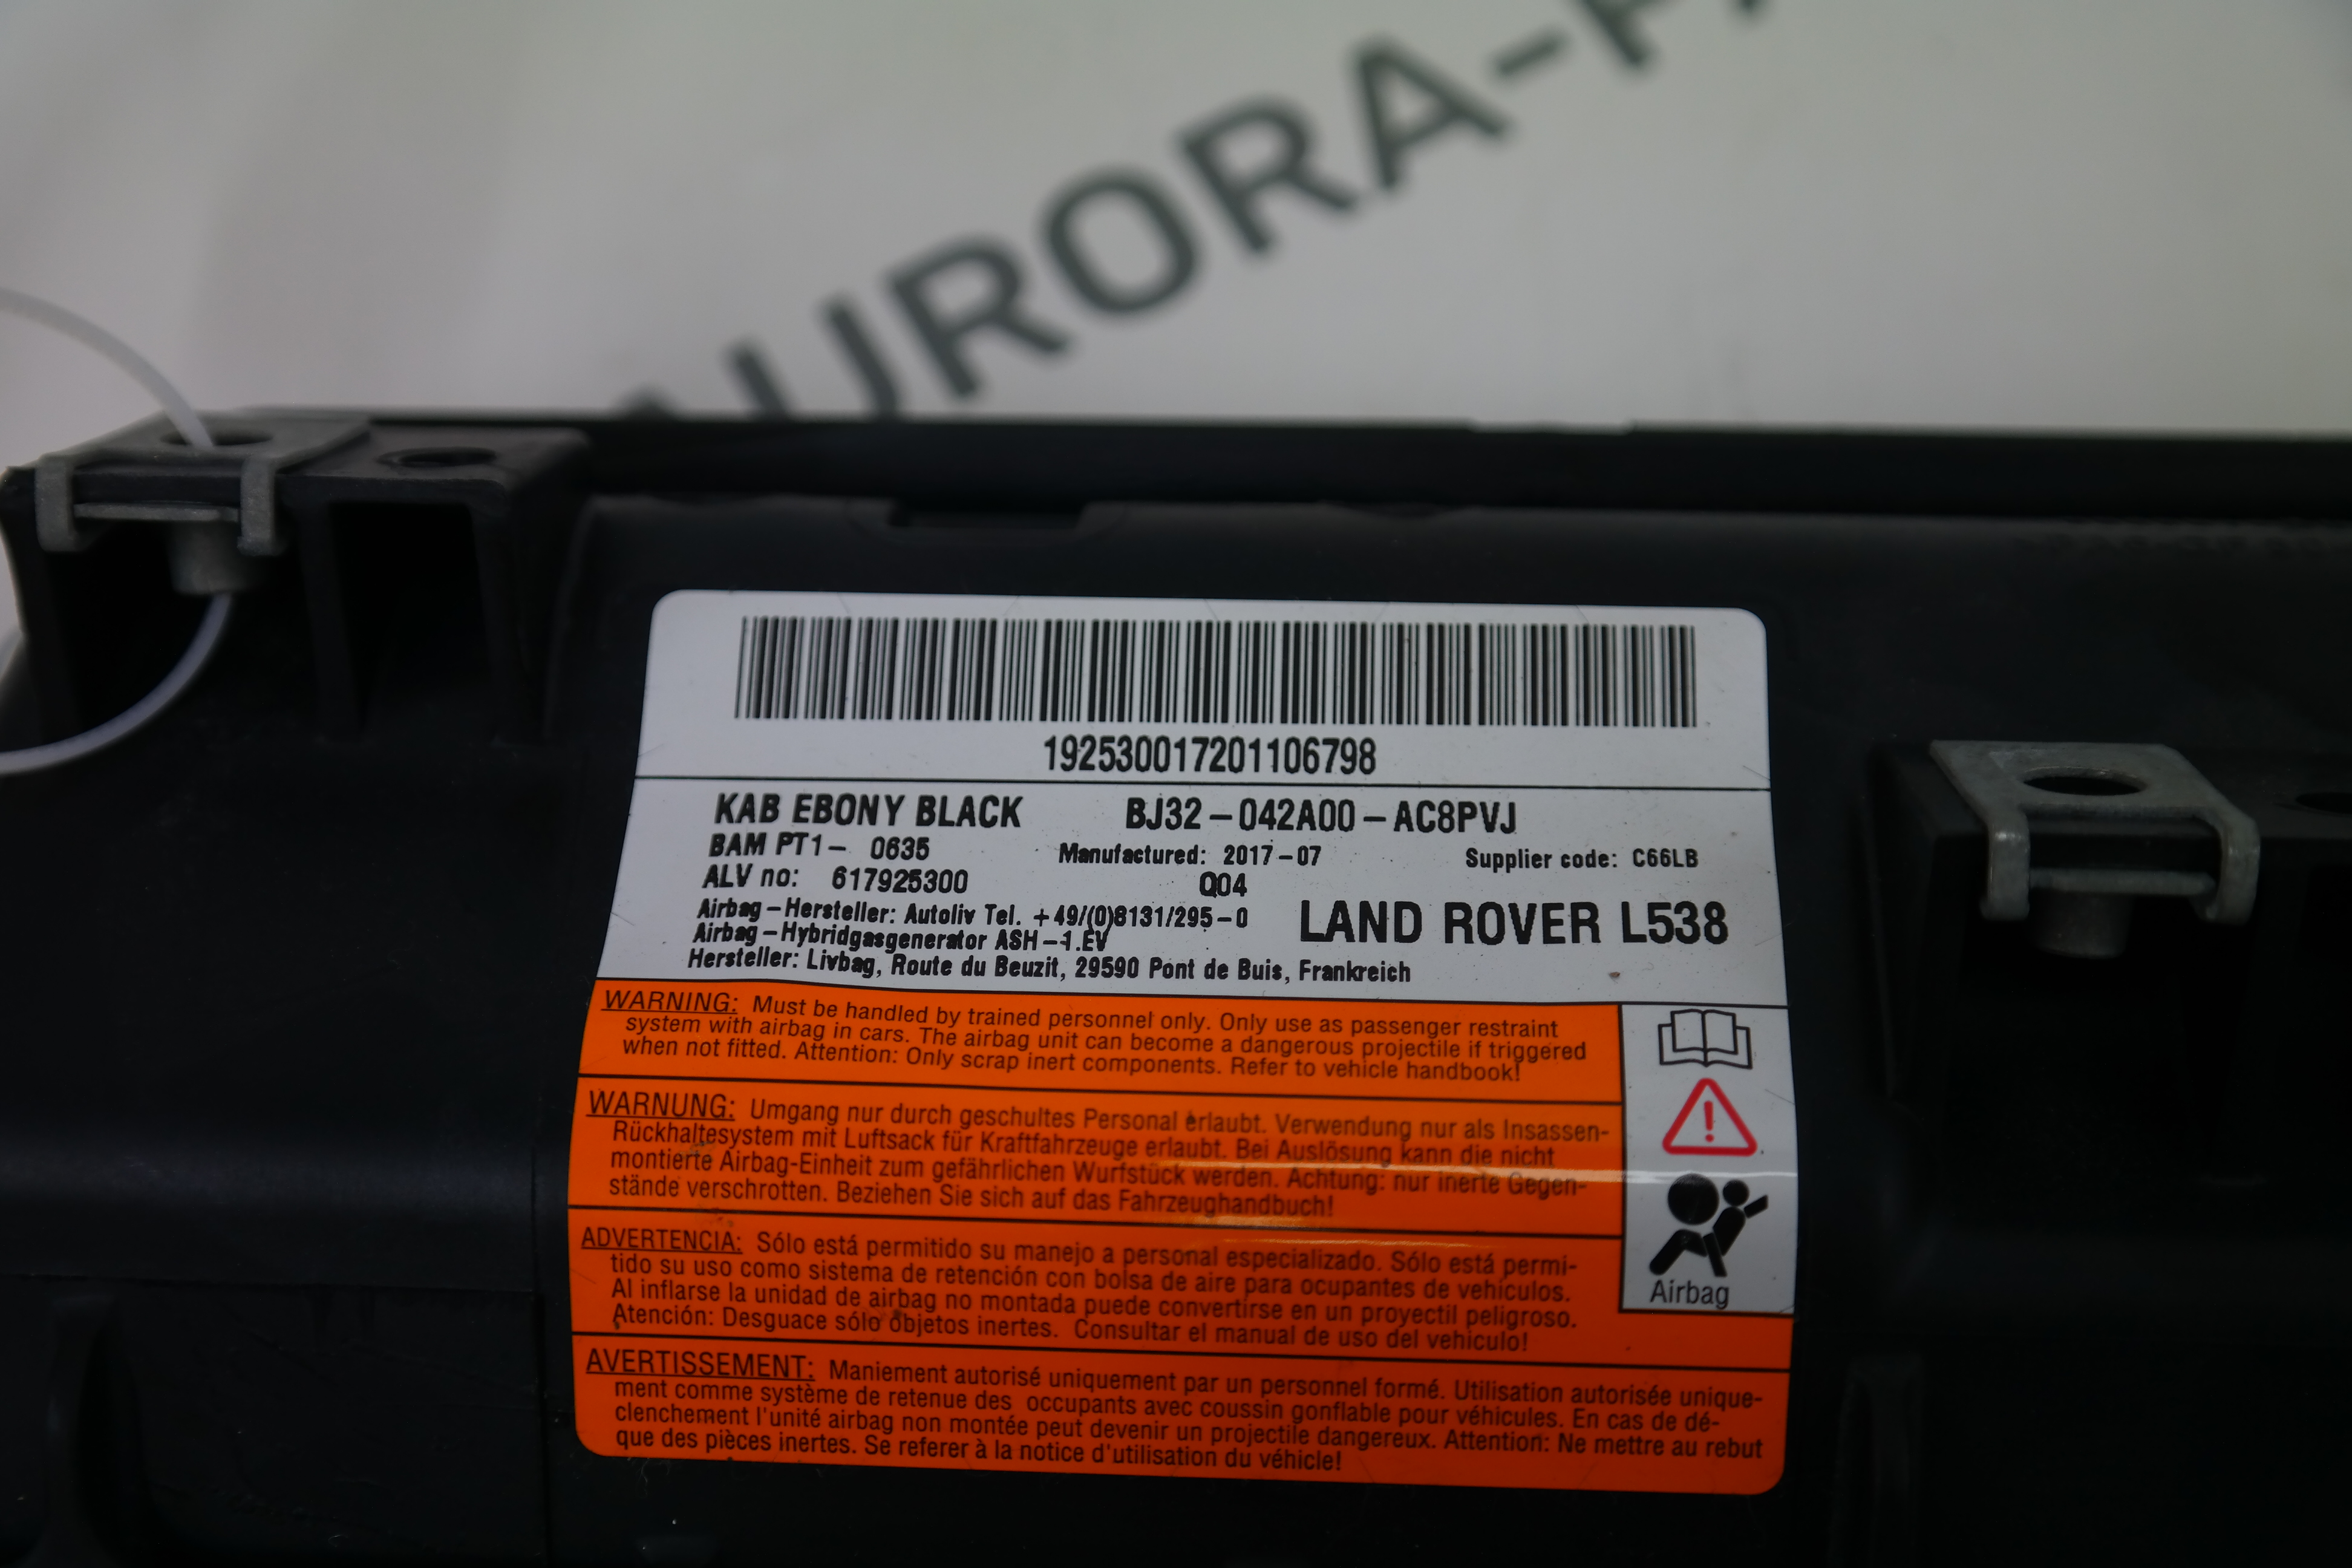 AURORA-PA
192530017201106798
KAB EBONY BLACK BJ32-042A00-AC8PVJ
BAM PT1- 0635 Manufactured: 2017-07 Supplier code: C66LB
ALV no: 617925300 Q04
Airbag-Hersteller: Autoliv Tel. +49/(0)8131/295-0 LAND ROVER L538
Airbag-Hybridgasgenerator ASH-1.EV
Hersteller: Livbag, Route du Beuzit, 29590 Pont de Buis, Frankreich
WARNING: Must be handled by trained personnel only. Only use as passenger restraint
system with airbag in cars. The airbag unit can become a dangerous projectile if triggered
when not fitted. Attention: Only scrap inert components. Refer to vehicle handbook!
WARNUNG: Umgang nur durch geschultes Personal erlaubt. Verwendung nur als Insassen-
Rückhaltesystem mit Luftsack für Kraftfahrzeuge erlaubt. Bei Auslösung kann die nicht
montierte Airbag-Einheit zum gefährlichen Wurfstück werden. Achtung: nur inerte Gegen-
stände verschrotten. Beziehen Sie sich auf das Fahrzeughandbuch!
ADVERTENCIA: Sólo está permitido su manejo a personal especializado. Sólo está permi-
tido su uso como sistema de retención con bolsa de aire para ocupantes de vehículos.
Al inflarse la unidad de airbag no montada puede convertirse en un proyectil peligroso.
Atención: Desguace sólo objetos inertes. Consultar el manual de uso del vehículo!
Airbag
AVERTISSEMENT: Maniement autorisé uniquement par un personnel formé. Utilisation autorisée unique-
ment comme système de retenue des occupants avec coussin gonflable pour véhicules. En cas de dé-
clenchement l'unité airbag non montée peut devenir un projectile dangereux. Attention: Ne mettre au rebut
que des pièces inertes. Se referer à la notice d'utilisation du véhicle!